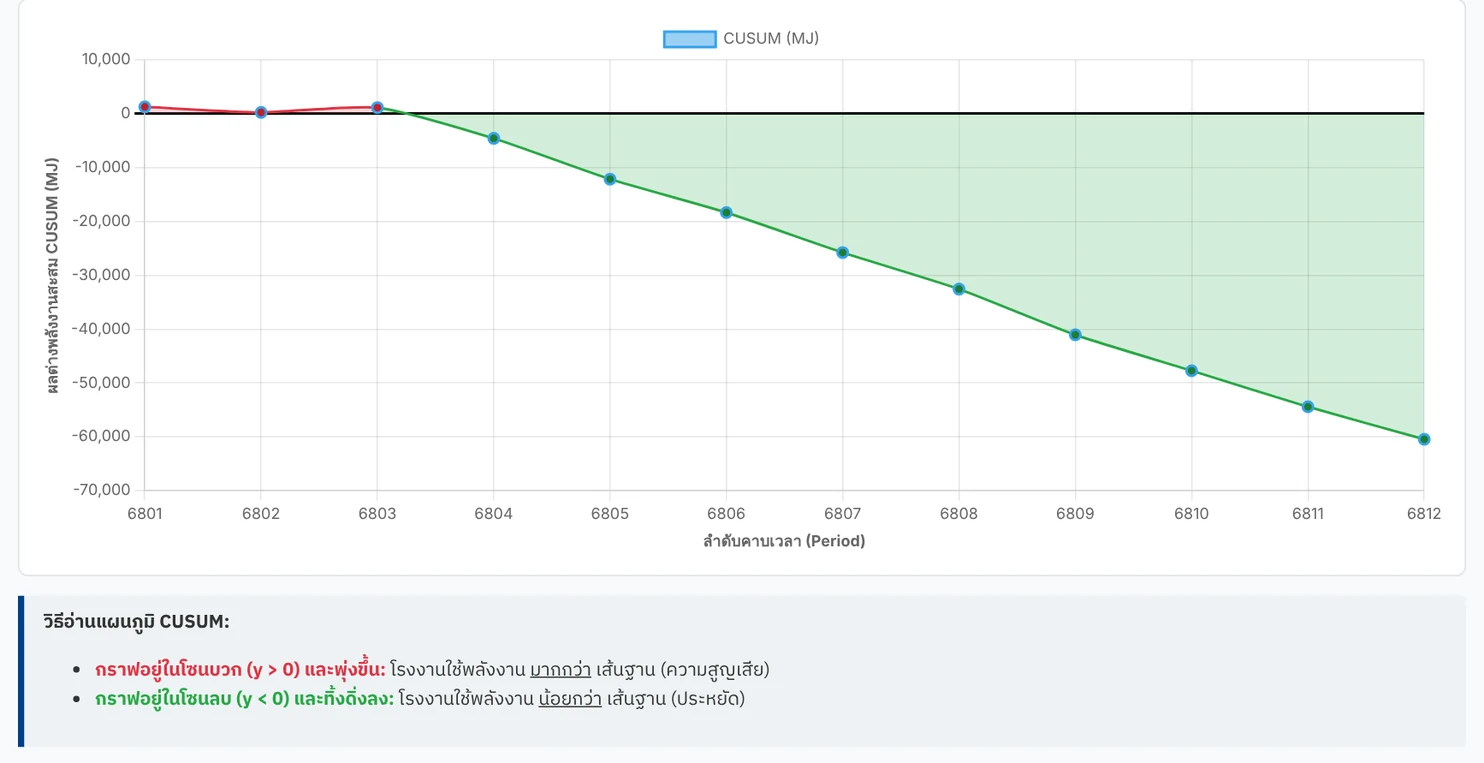 CUSUM (MJ)
10,000
0
-10,000
-20,000
-30,000
-40,000
-50,000
-60,000
-70,000
ผลต่างพลังงานสะสม CUSUM (MJ)
6801 6802 6803 6804 6805 6806 6807 6808 6809 6810 6811 6812
ลำดับคาบเวลา (Period)
วิธีอ่านแผนภูมิ CUSUM:
• กราฟอยู่ในโซนบวก (y > 0) และพุ่งขึ้น: โรงงานใช้พลังงาน มากกว่า เส้นฐาน (ความสูญเสีย)
• กราฟอยู่ในโซนลบ (y < 0) และทิ้งดิ่งลง: โรงงานใช้พลังงาน น้อยกว่า เส้นฐาน (ประหยัด)